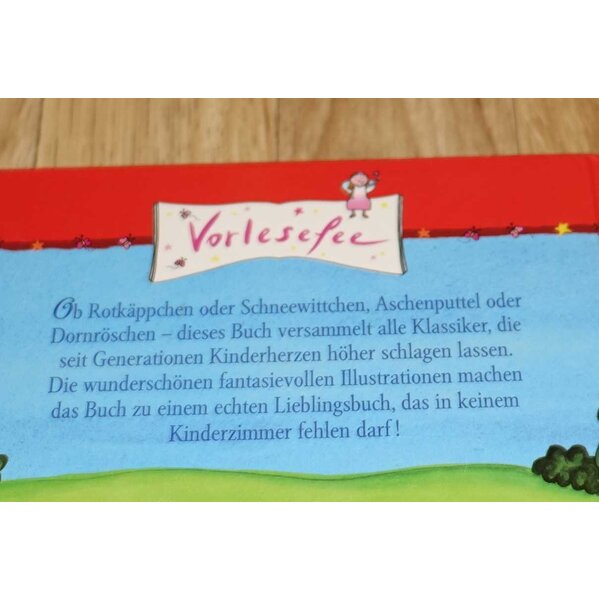 Vorlesefee
Ob Rotkäppchen oder Schneewittchen, Aschenputtel oder
Dornröschen – dieses Buch versammelt alle Klassiker, die
seit Generationen Kinderherzen höher schlagen lassen.
Die wunderschönen fantasievollen Illustrationen machen
das Buch zu einem echten Lieblingsbuch, das in keinem
Kinderzimmer fehlen darf!